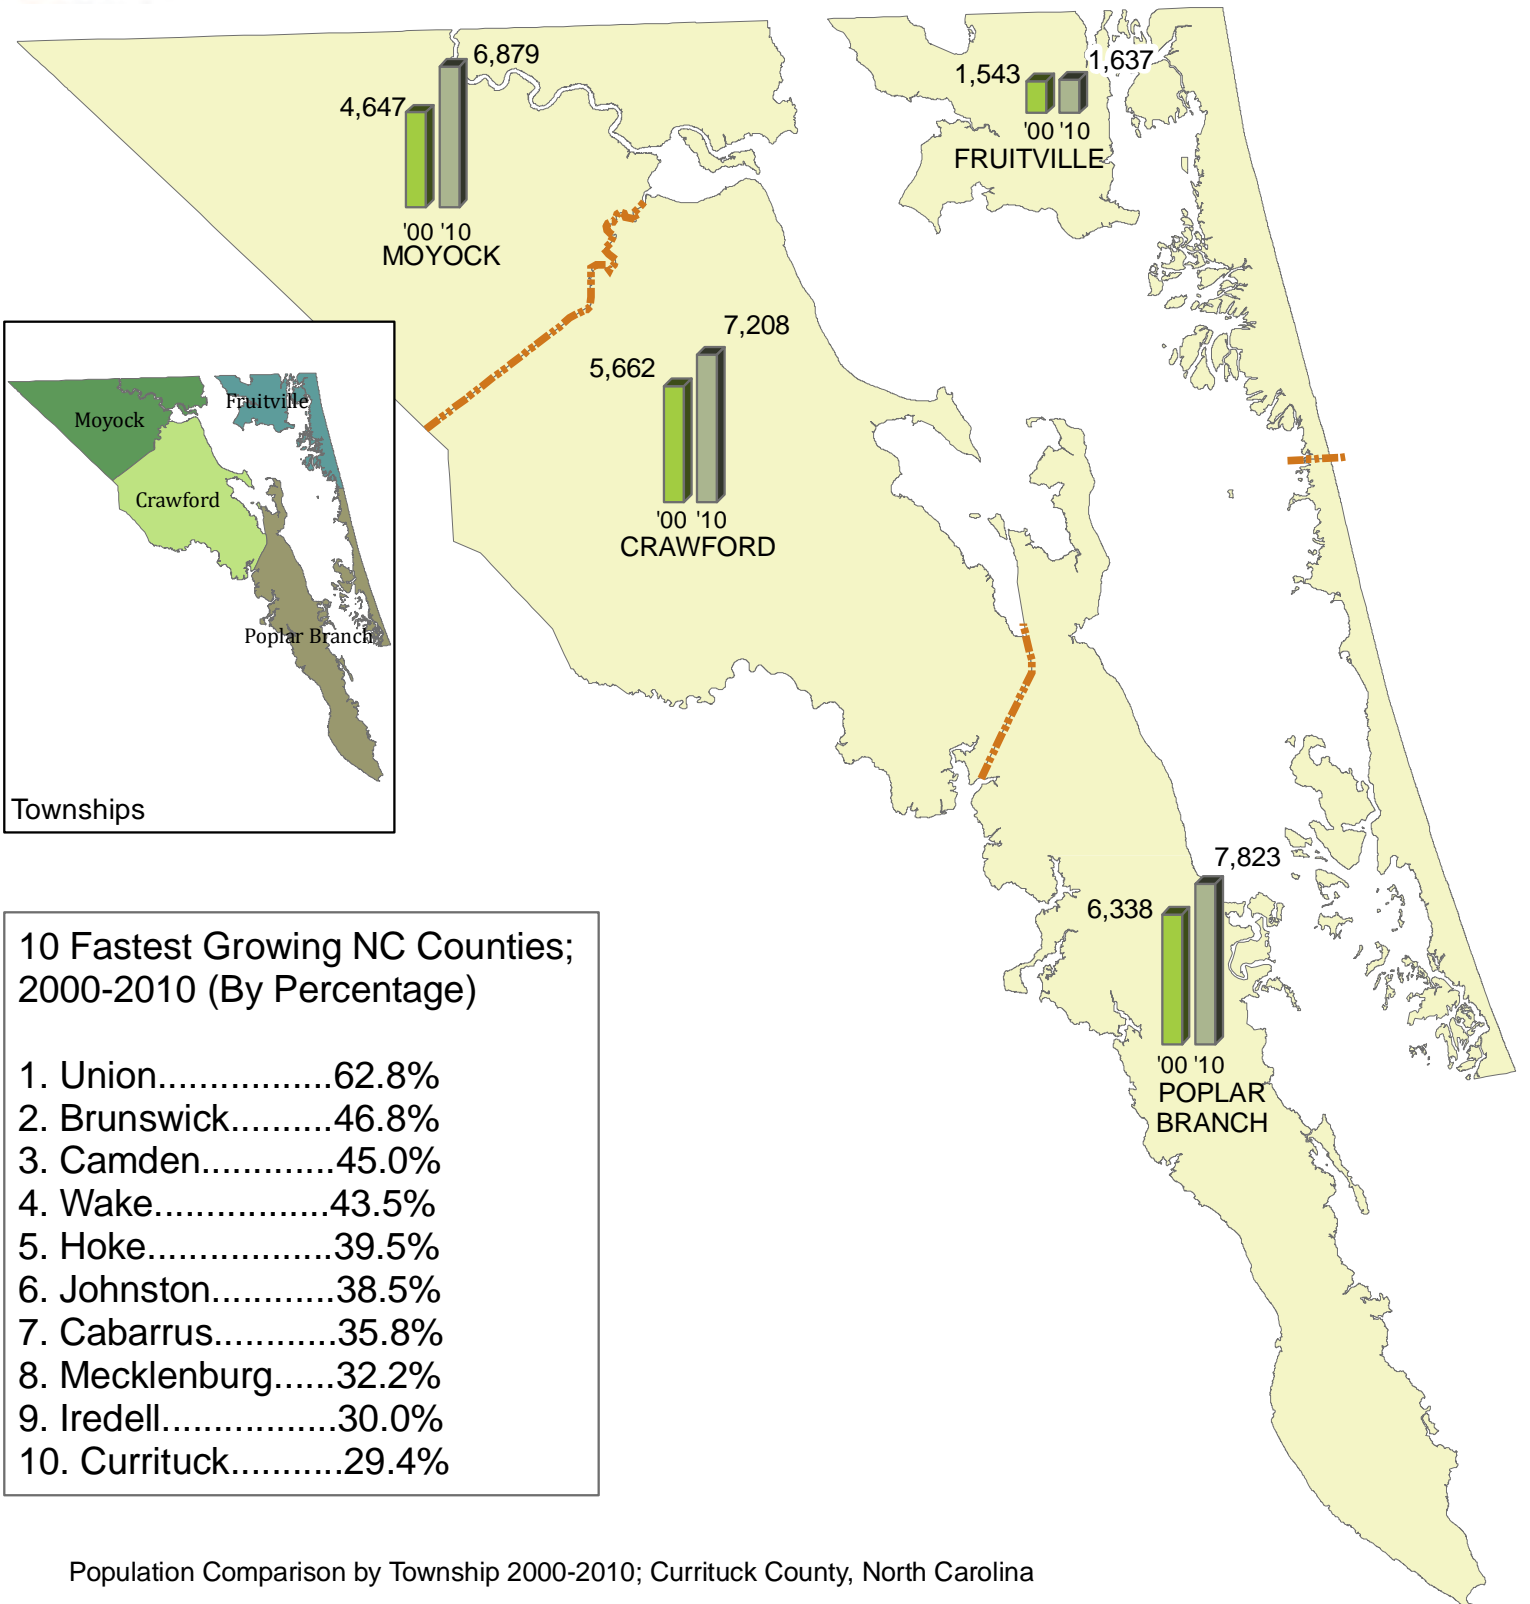 6,879
4,647
'00 '10
MOYOCK
1,637
1,543
'00 '10
FRUITVILLE
7,208
5,662
'00 '10
CRAWFORD
Moyock
Fruitville
Crawford
Poplar Branch
Townships
7,823
6,338
'00 '10
POPLAR
BRANCH
10 Fastest Growing NC Counties;
2000-2010 (By Percentage)
1. Union.................62.8%
2. Brunswick..........46.8%
3. Camden.............45.0%
4. Wake.................43.5%
5. Hoke..................39.5%
6. Johnston............38.5%
7. Cabarrus............35.8%
8. Mecklenburg......32.2%
9. Iredell.................30.0%
10. Currituck...........29.4%
Population Comparison by Township 2000-2010; Currituck County, North Carolina